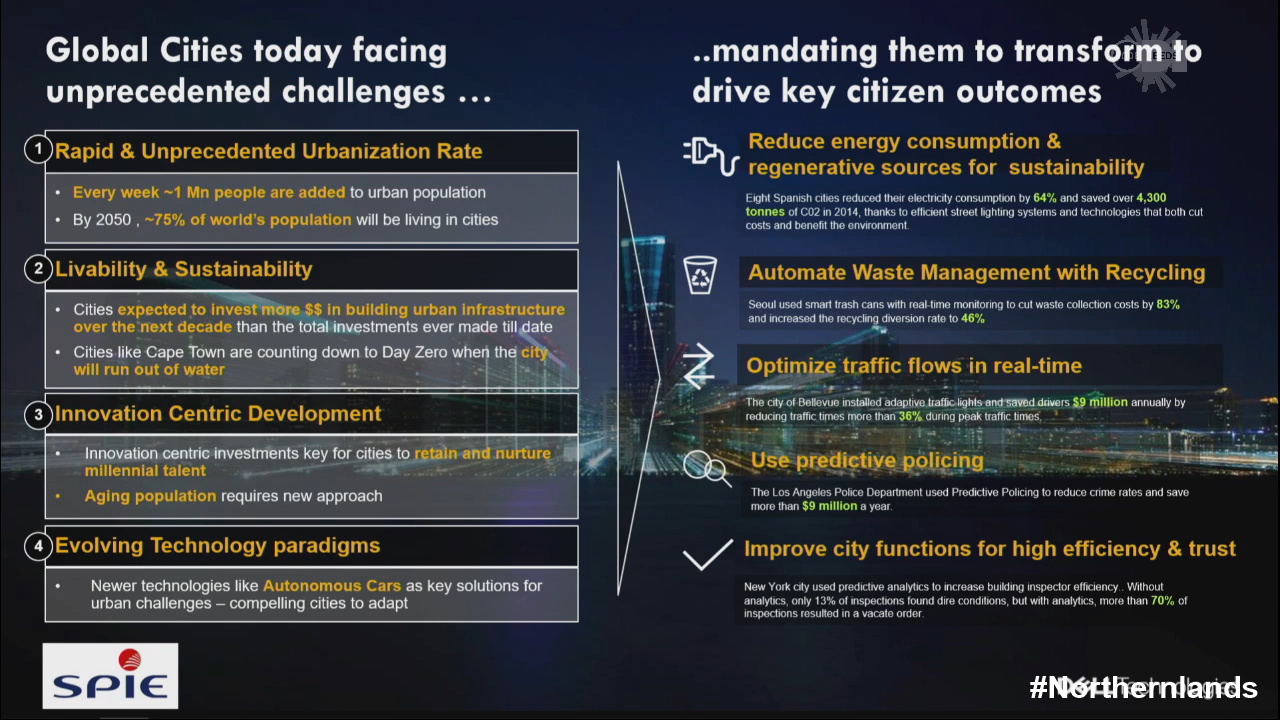 Global Cities today facing
unprecedented challenges ...
1
Rapid & Unprecedented Urbanization Rate
• Every week ~1 Mn people are added to urban population
• By 2050 , ~75% of world's population will be living in cities
2
Livability & Sustainability
• Cities expected to invest more $$ in building urban infrastructure
over the next decade than the total investments ever made till date
• Cities like Cape Town are counting down to Day Zero when the city
will run out of water
3
Innovation Centric Development
• Innovation centric investments key for cities to retain and nurture
millennial talent
• Aging population requires new approach
4
Evolving Technology paradigms
• Newer technologies like Autonomous Cars as key solutions for
urban challenges – compelling cities to adapt
SPIE
..mandating them to transform to
drive key citizen outcomes
Reduce energy consumption &
regenerative sources for  sustainability
Eight Spanish cities reduced their electricity consumption by 64% and saved over 4,300
tonnes of C02 in 2014, thanks to efficient street lighting systems and technologies that both cut
costs and benefit the environment.
Automate Waste Management with Recycling
Seoul used smart trash cans with real-time monitoring to cut waste collection costs by 83%
and increased the recycling diversion rate to 46%
Optimize traffic flows in real-time
The city of Bellevue installed adaptive traffic lights and saved drivers $9 million annually by
reducing traffic times more than 36% during peak traffic times.
Use predictive policing
The Los Angeles Police Department used Predictive Policing to reduce crime rates and save
more than $9 million a year.
Improve city functions for high efficiency & trust
New York city used predictive analytics to increase building inspector efficiency.. Without
analytics, only 13% of inspections found dire conditions, but with analytics, more than 70% of
inspections resulted in a vacate order.
#Northernlands